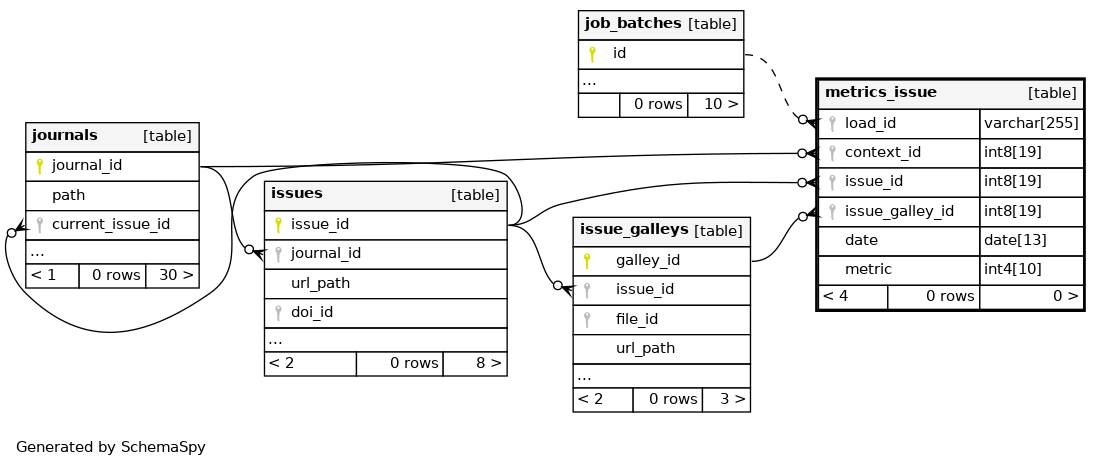 job_batches [table]
id
...
0 rows 10 >
metrics_issue [table]
load_id varchar[255]
context_id int8[19]
issue_id int8[19]
issue_galley_id int8[19]
date date[13]
metric int4[10]
< 4 0 rows 0 >
journals [table]
journal_id
path
current_issue_id
...
< 1 0 rows 30 >
issues [table]
issue_id
journal_id
url_path
doi_id
...
< 2 0 rows 8 >
issue_galleys [table]
galley_id
issue_id
file_id
url_path
...
< 2 0 rows 3 >
Generated by SchemaSpy